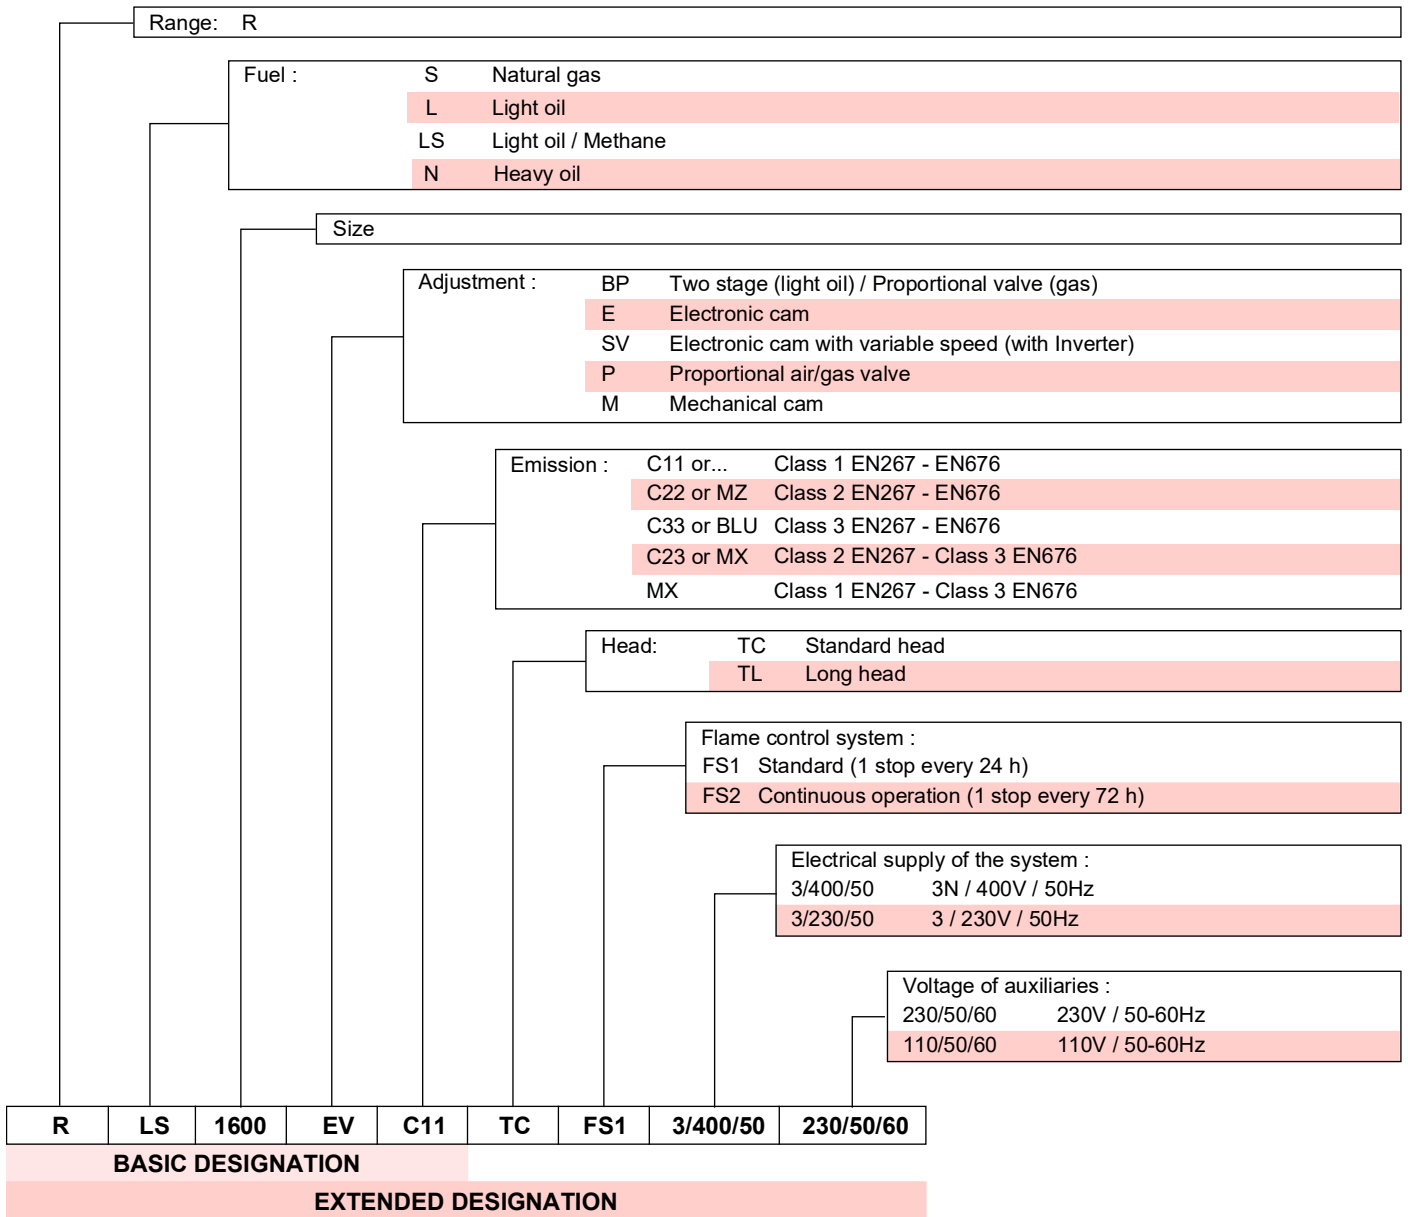 Range: R
Fuel : S Natural gas
L Light oil
LS Light oil / Methane
N Heavy oil
Size
Adjustment : BP Two stage (light oil) / Proportional valve (gas)
E Electronic cam
SV Electronic cam with variable speed (with Inverter)
P Proportional air/gas valve
M Mechanical cam
Emission : C11 or... Class 1 EN267 - EN676
C22 or MZ Class 2 EN267 - EN676
C33 or BLU Class 3 EN267 - EN676
C23 or MX Class 2 EN267 - Class 3 EN676
MX Class 1 EN267 - Class 3 EN676
Head: TC Standard head
TL Long head
Flame control system :
FS1 Standard (1 stop every 24 h)
FS2 Continuous operation (1 stop every 72 h)
Electrical supply of the system :
3/400/50 3N / 400V / 50Hz
3/230/50 3 / 230V / 50Hz
Voltage of auxiliaries :
230/50/60 230V / 50-60Hz
110/50/60 110V / 50-60Hz
R LS 1600 EV C11 TC FS1 3/400/50 230/50/60
BASIC DESIGNATION
EXTENDED DESIGNATION